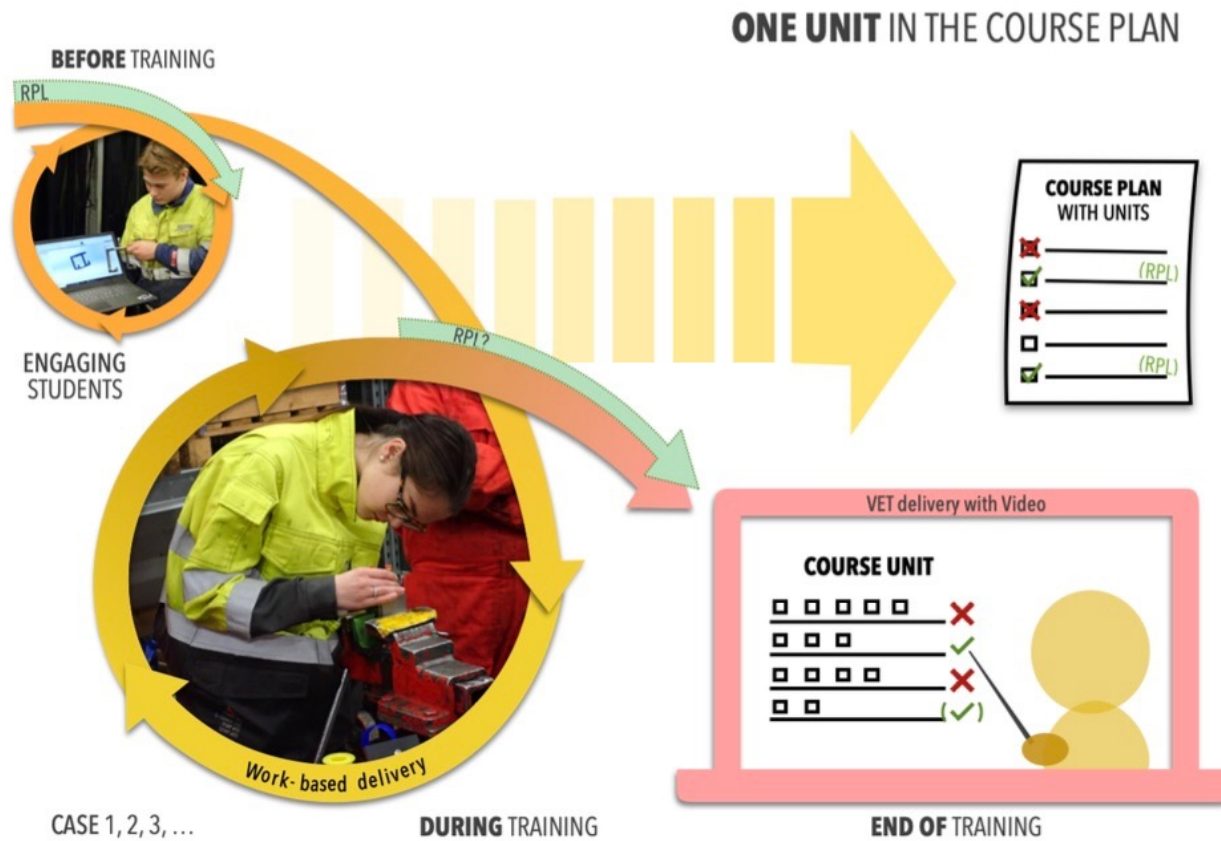 ONE UNIT IN THE COURSE PLAN
BEFORE TRAINING
RPL
ENGAGING
STUDENTS
COURSE PLAN
WITH UNITS
(RPL)
(RPL)
RPL?
VET delivery with Video
COURSE UNIT
Work-based delivery
CASE 1, 2, 3, ...
DURING TRAINING
END OF TRAINING